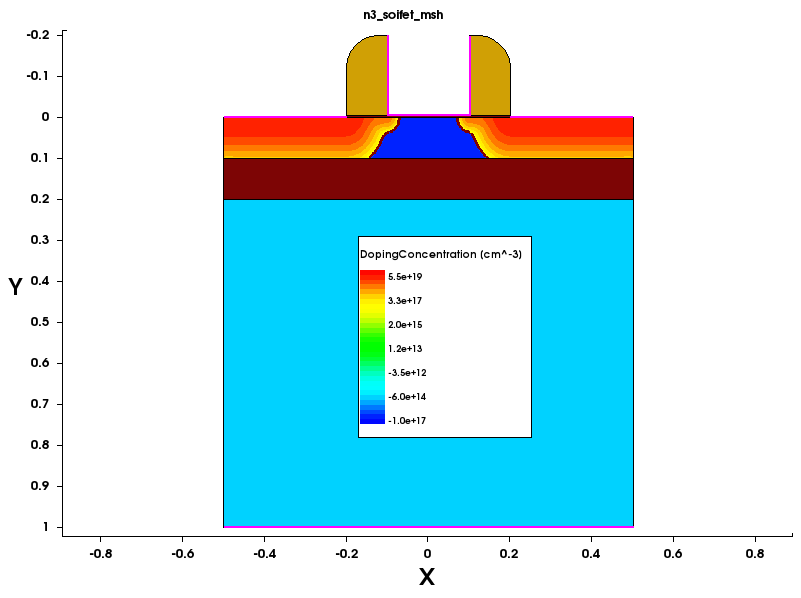 n3_soifet_msh
-0.2
-0.1
0
0.1
0.2
0.3
0.4
0.5
0.6
0.7
0.8
0.9
1
Y
DopingConcentration (cm^-3)
5.5e+19
3.3e+17
2.0e+15
1.2e+13
-3.5e+12
-6.0e+14
-1.0e+17
-0.8
-0.6
-0.4
-0.2
0
0.2
0.4
0.6
0.8
X